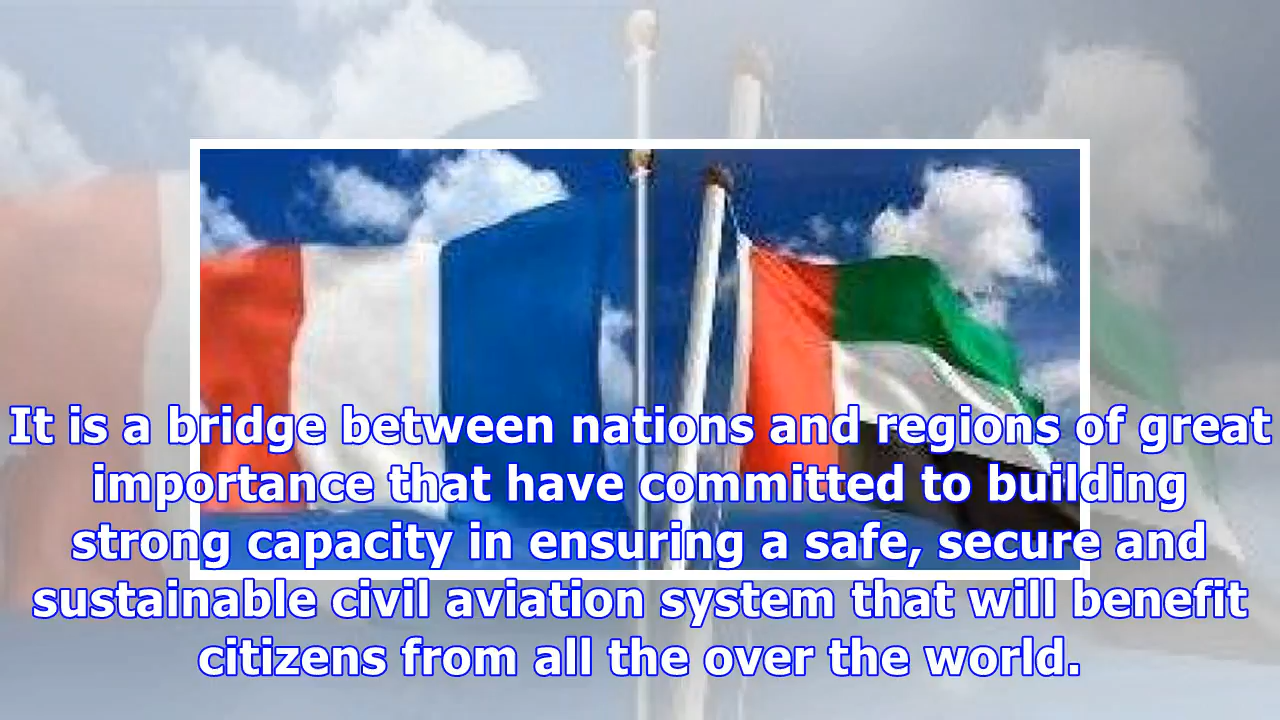 It is a bridge between nations and regions of great
importance that have committed to building
strong capacity in ensuring a safe, secure and
sustainable civil aviation system that will benefit
citizens from all the over the world.